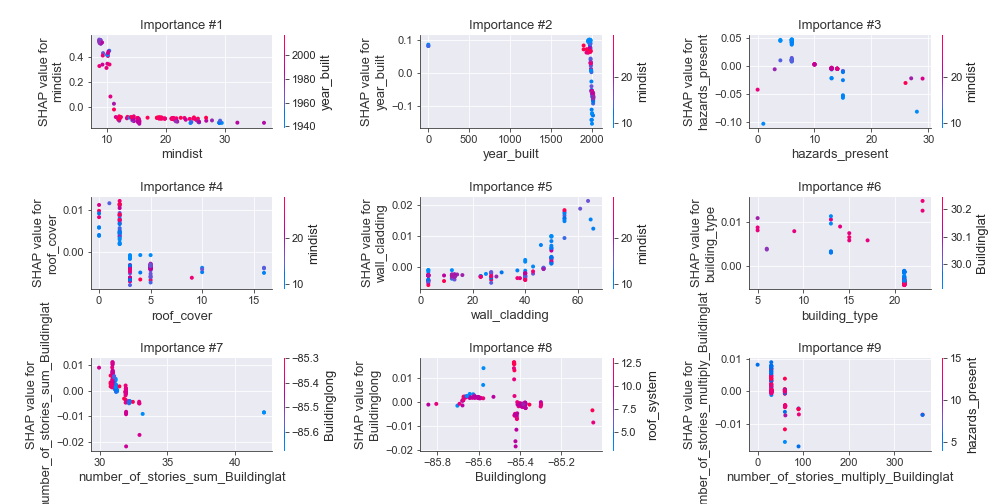 Importance #1
SHAP value for
mindist
0.4
0.2
0.0
10
20
30
mindist
2000
1980
1960
1940
year_built
Importance #2
SHAP value for
year_built
0.1
0.0
−0.1
0
500
1000
1500
2000
year_built
20
10
mindist
Importance #3
SHAP value for
hazards_present
0.05
0.00
−0.05
−0.10
0
10
20
30
hazards_present
20
10
mindist
Importance #4
SHAP value for
roof_cover
0.01
0.00
0
5
10
15
roof_cover
20
10
mindist
Importance #5
SHAP value for
wall_cladding
0.02
0.01
0.00
0
20
40
60
wall_cladding
20
10
mindist
Importance #6
SHAP value for
building_type
0.01
0.00
5
10
15
20
building_type
30.2
30.1
30.0
Buildinglat
Importance #7
SHAP value for
number_of_stories_sum_Buildinglat
0.01
0.00
−0.01
−0.02
30
35
40
number_of_stories_sum_Buildinglat
−85.3
−85.4
−85.5
−85.6
Buildinglong
Importance #8
SHAP value for
Buildinglong
0.01
0.00
−0.01
−0.02
−85.8
−85.6
−85.4
−85.2
Buildinglong
12.5
10.0
7.5
5.0
roof_system
Importance #9
SHAP value for
number_of_stories_multiply_Buildinglat
0.01
0.00
−0.01
0
100
200
300
number_of_stories_multiply_Buildinglat
15
10
5
hazards_present